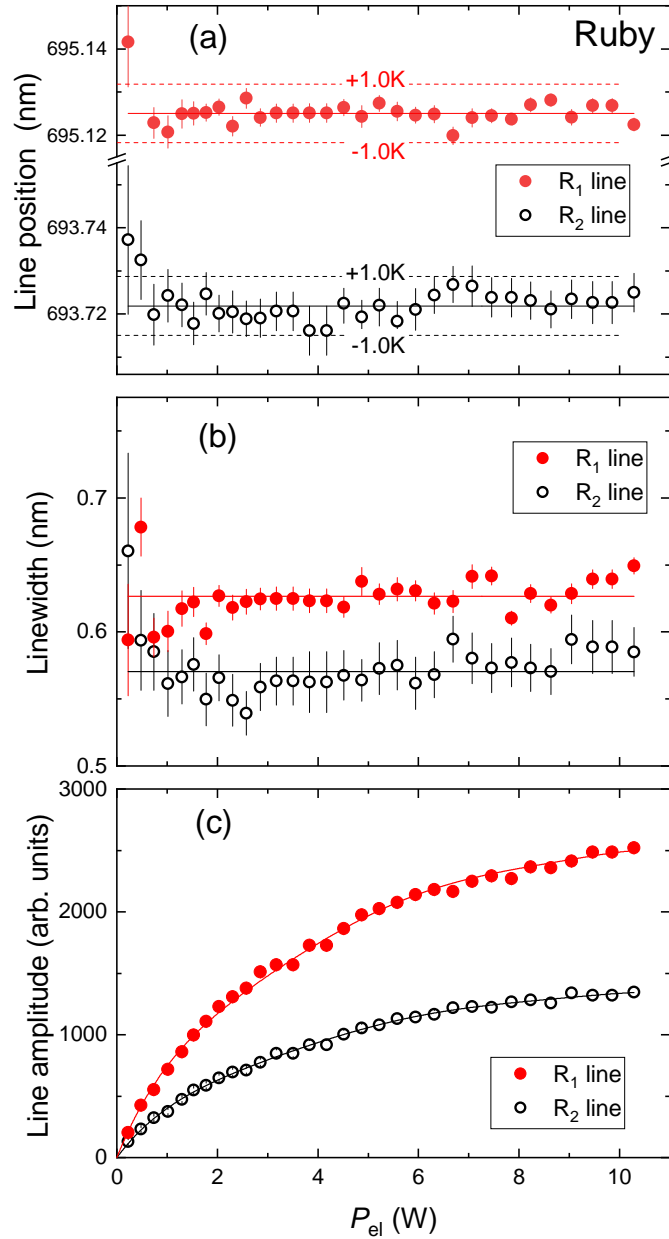 (a) Ruby
695.14
+1.0K
695.12
-1.0K
R1 line
R2 line
693.74
+1.0K
693.72
-1.0K
Line position (nm)
(b)
R1 line
R2 line
0.7
0.6
0.5
Linewidth (nm)
3000
(c)
2000
1000
R1 line
R2 line
0
Line amplitude (arb. units)
0 2 4 6 8 10
Pel (W)